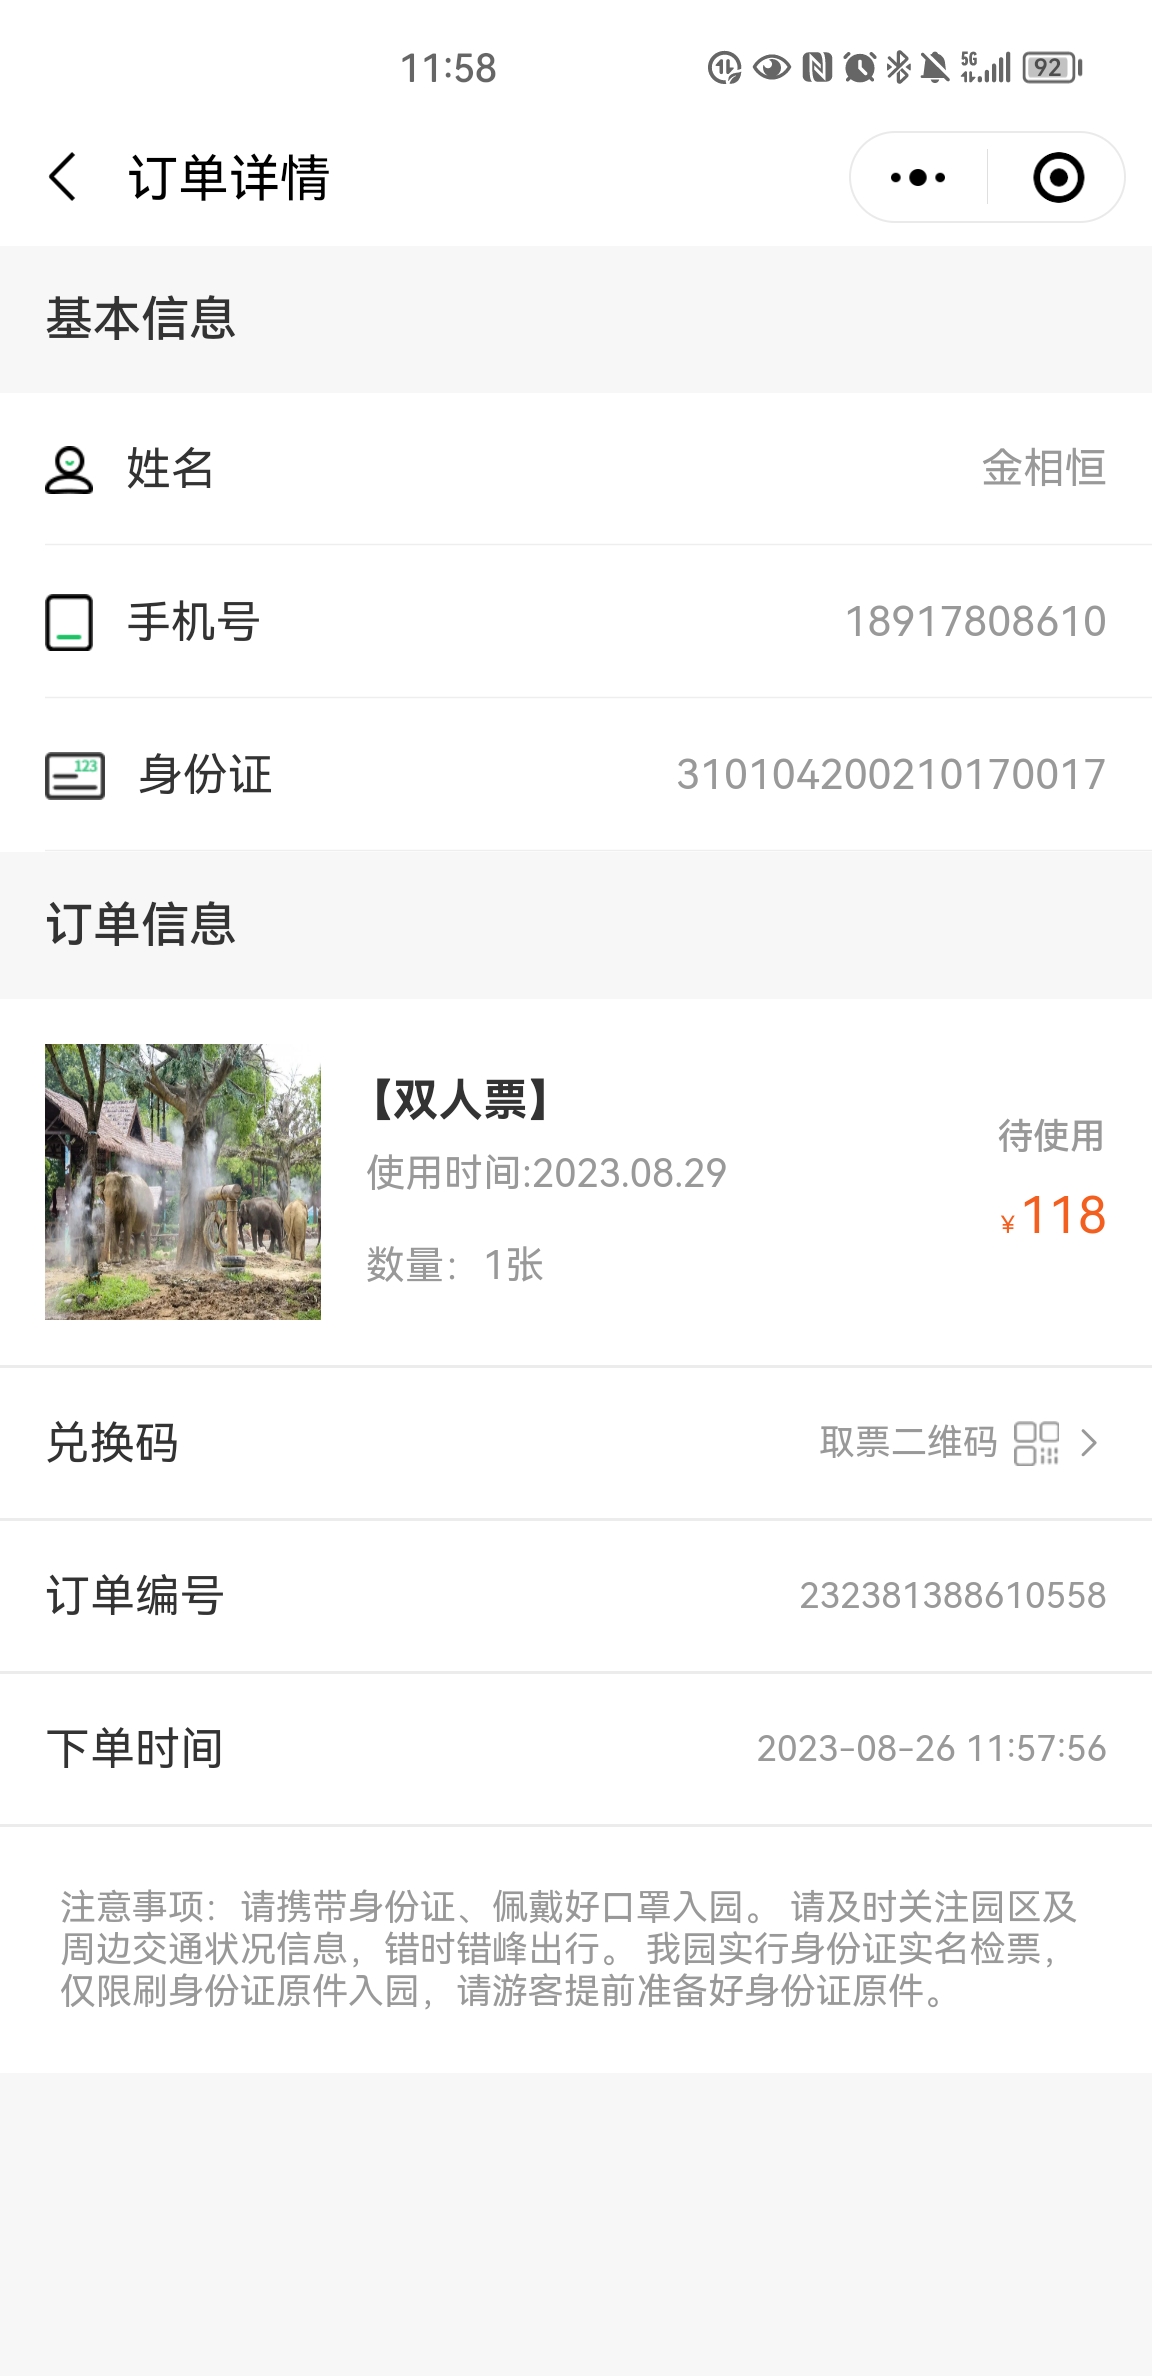 11:58
5G
92
订单详情
基本信息
姓名
金相恒
手机号
18917808610
123
身份证
310104200210170017
订单信息
【双人票】
使用时间:2023.08.29
数量：1张
待使用
¥118
兑换码
取票二维码
订单编号
232381388610558
下单时间
2023-08-26 11:57:56
注意事项：请携带身份证、佩戴好口罩入园。 请及时关注园区及
周边交通状况信息，错时错峰出行。 我园实行身份证实名检票，
仅限刷身份证原件入园，请游客提前准备好身份证原件。